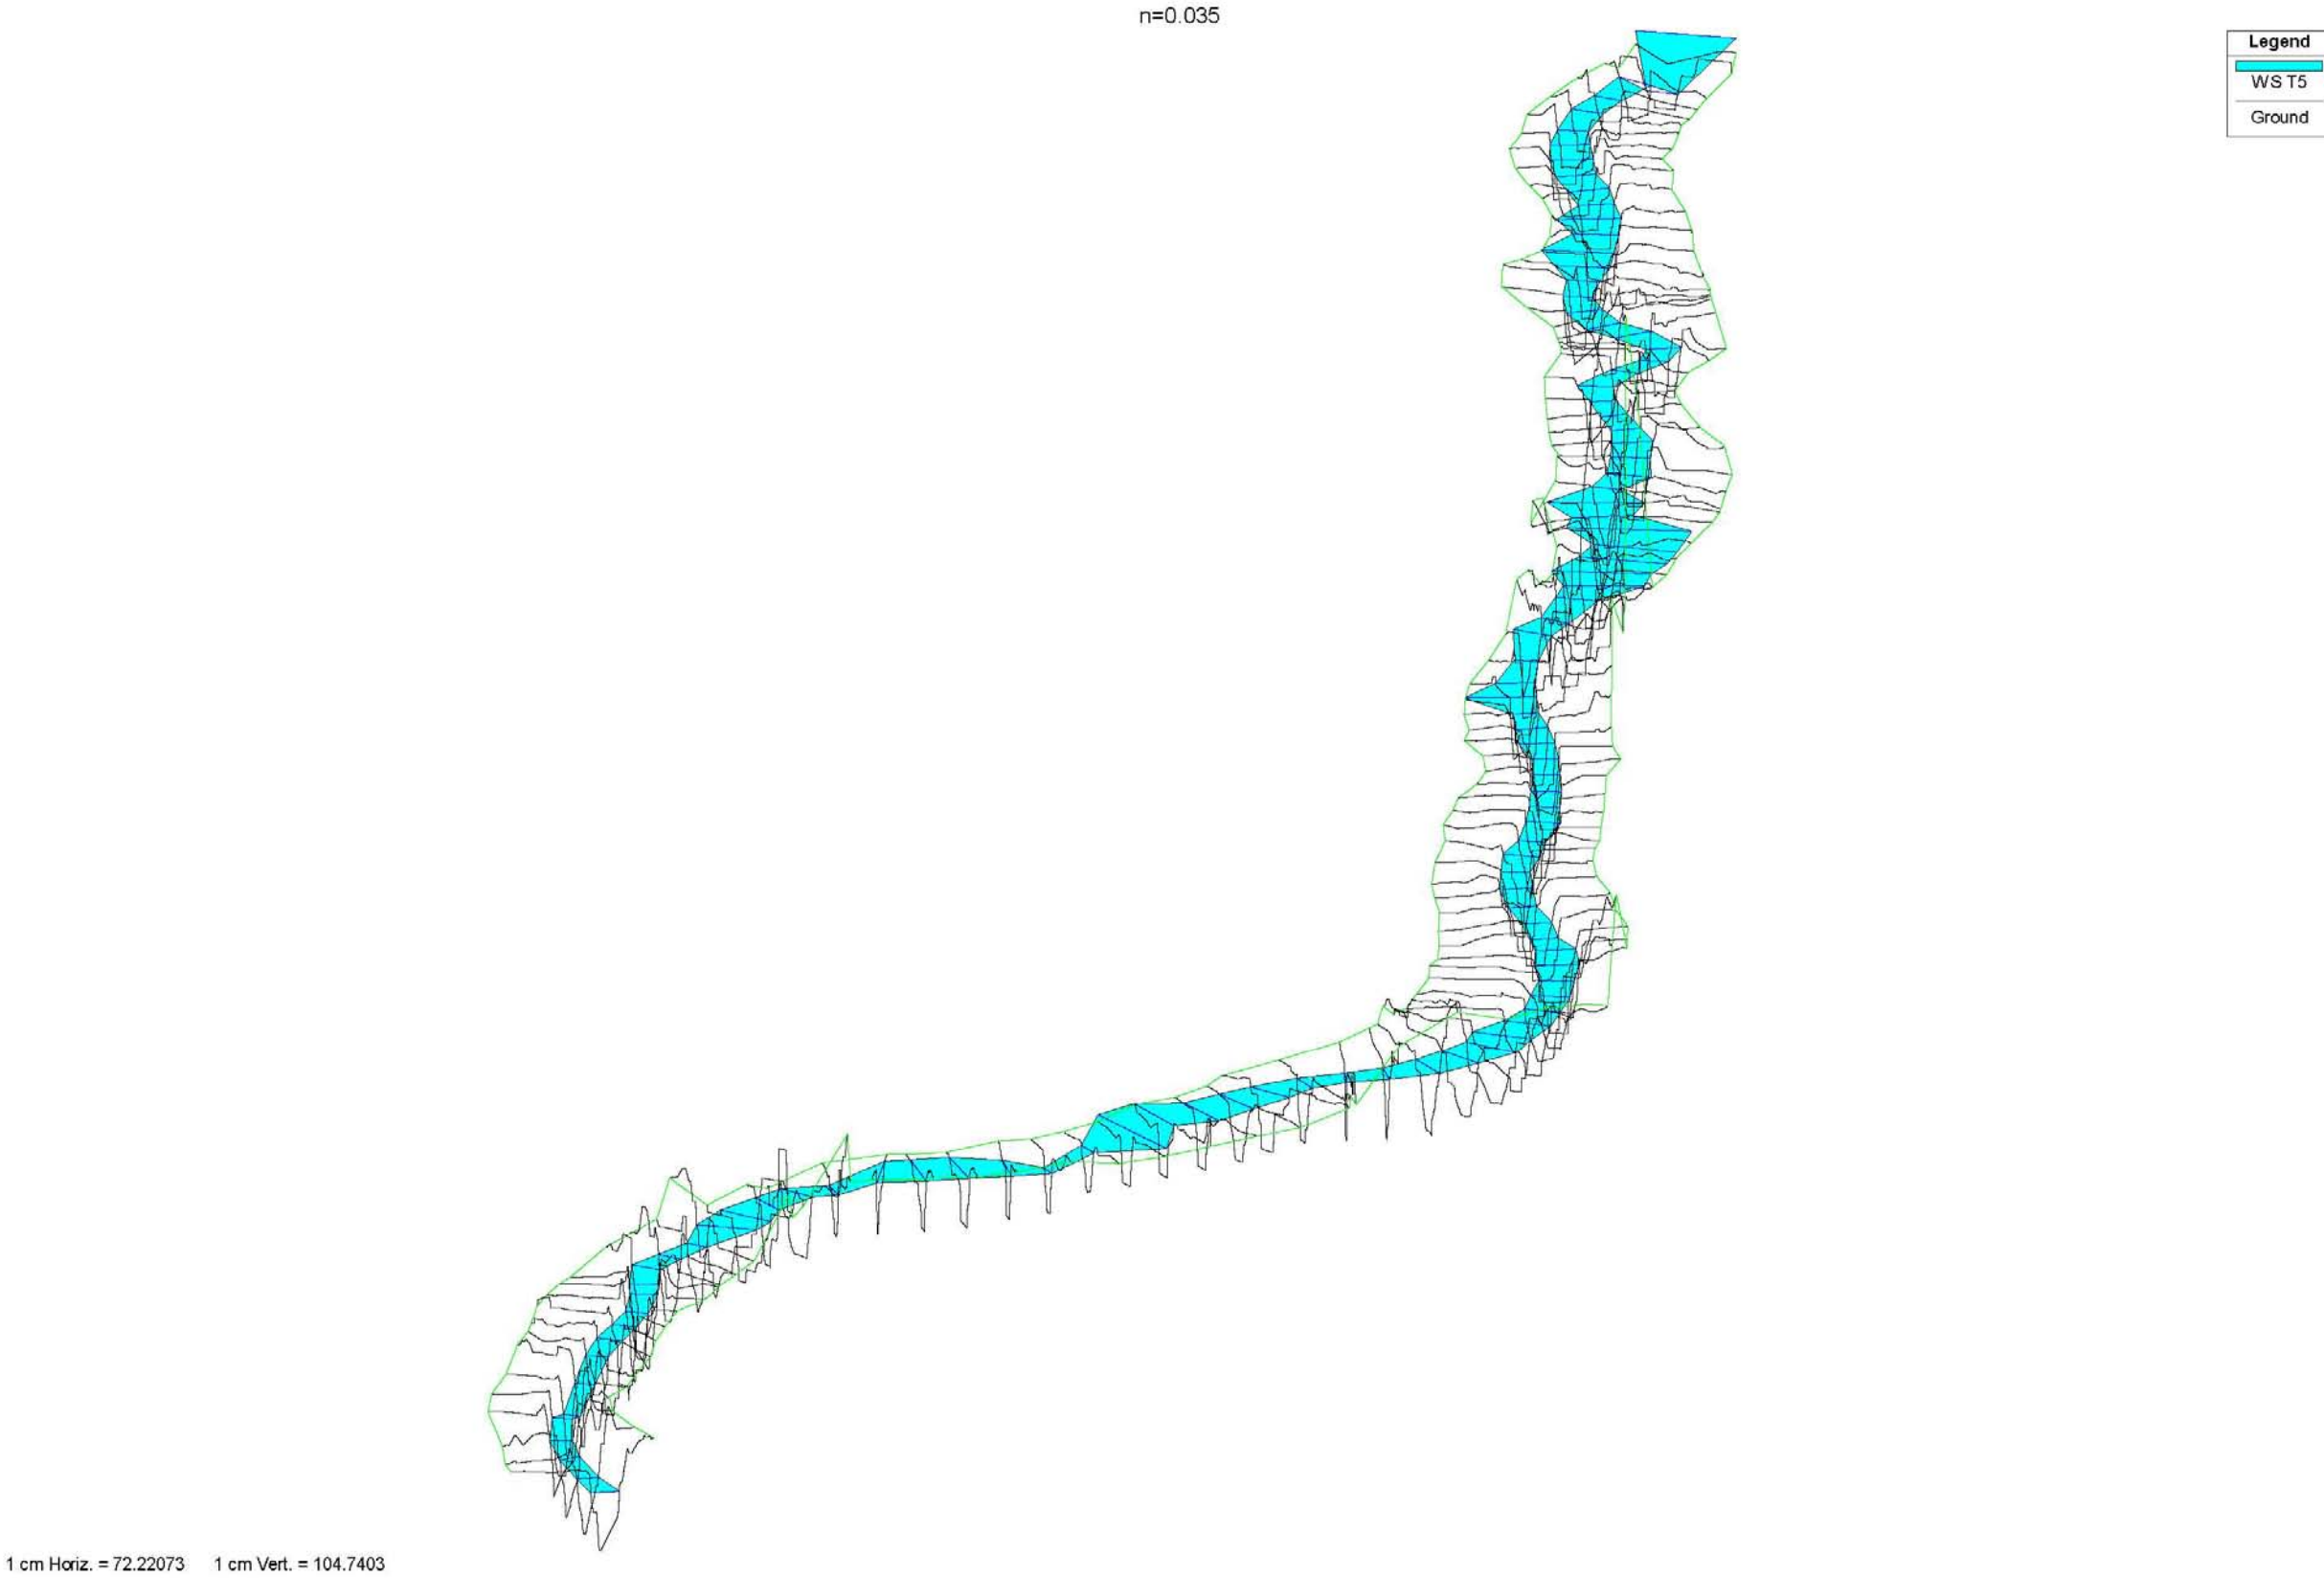 n=0.035
Legend
WS T5
Ground
1 cm Horiz. = 72.22073 1 cm Vert. = 104.7403